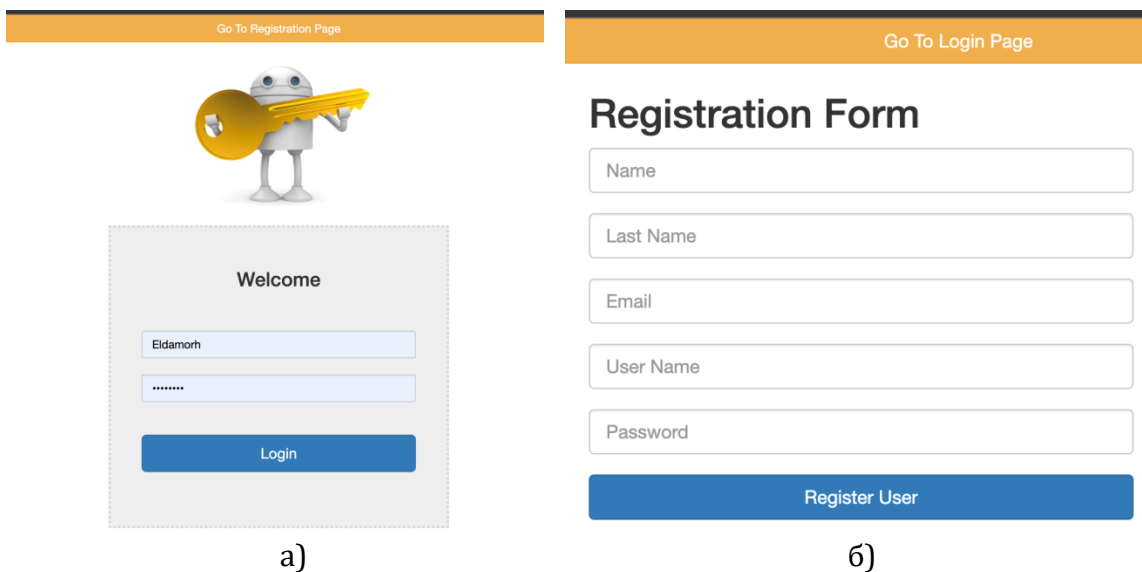 Go To Registration Page
Welcome
Eldamorh
••••••••
Login
а)
Go To Login Page
Registration Form
Name
Last Name
Email
User Name
Password
Register User
б)